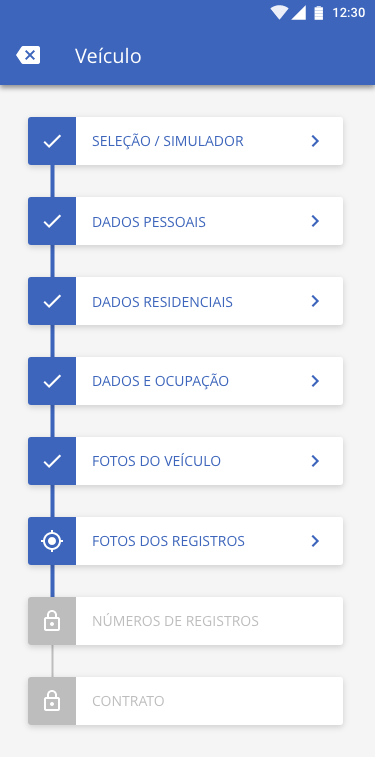 12:30
Veículo
SELEÇÃO / SIMULADOR
DADOS PESSOAIS
DADOS RESIDENCIAIS
DADOS E OCUPAÇÃO
FOTOS DO VEÍCULO
FOTOS DOS REGISTROS
NÚMEROS DE REGISTROS
CONTRATO